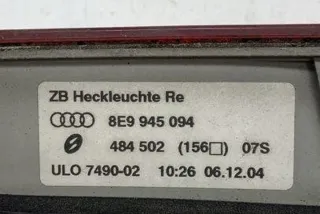 ZB Heckleuchte Re
8E9 945 094
484 502 (156□) 07S
ULO 7490-02 10:26 06.12.04